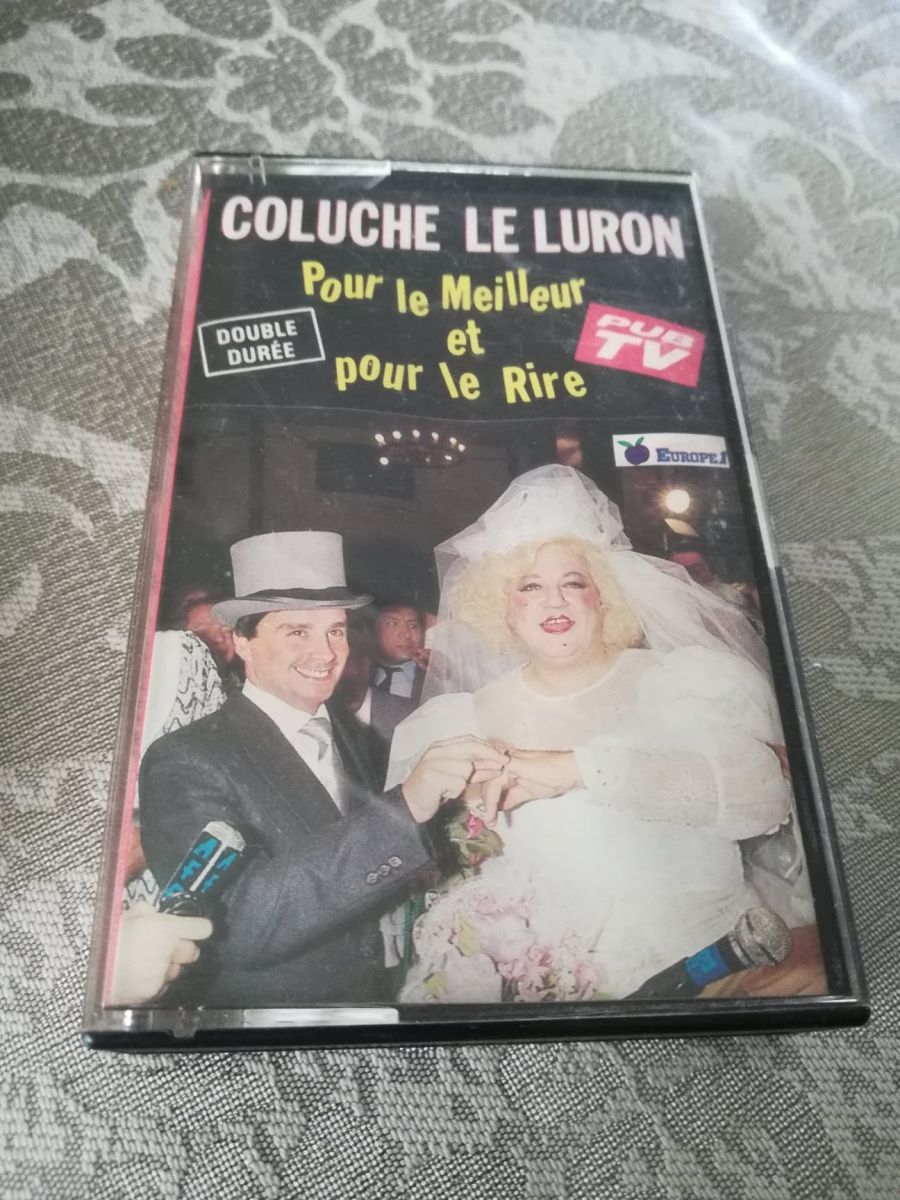 COLUCHE LE LURON
Pour le Meilleur
et
pour le Rire
DOUBLE
DURÉE
PUB
TV
EUROPE 1